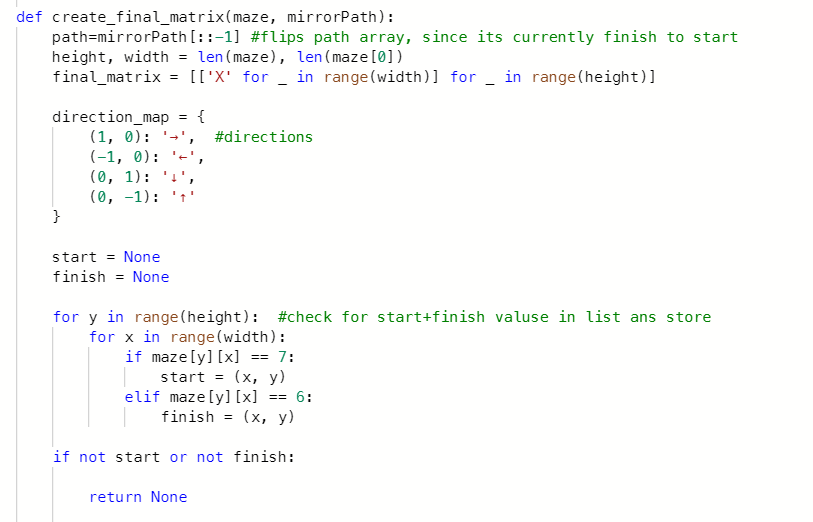 def create_final_matrix(maze, mirrorPath):
    path=mirrorPath[::-1] #flips path array, since its currently finish to start
    height, width = len(maze), len(maze[0])
    final_matrix = [['X' for _ in range(width)] for _ in range(height)]
    direction_map = {
        (1, 0): '→',  #directions
        (-1, 0): '←',
        (0, 1): '↓',
        (0, -1): '↑'
    }
    start = None
    finish = None
    for y in range(height):  #check for start+finish valuse in list ans store
        for x in range(width):
            if maze[y][x] == 7:
                start = (x, y)
            elif maze[y][x] == 6:
                finish = (x, y)
    if not start or not finish:
        return None